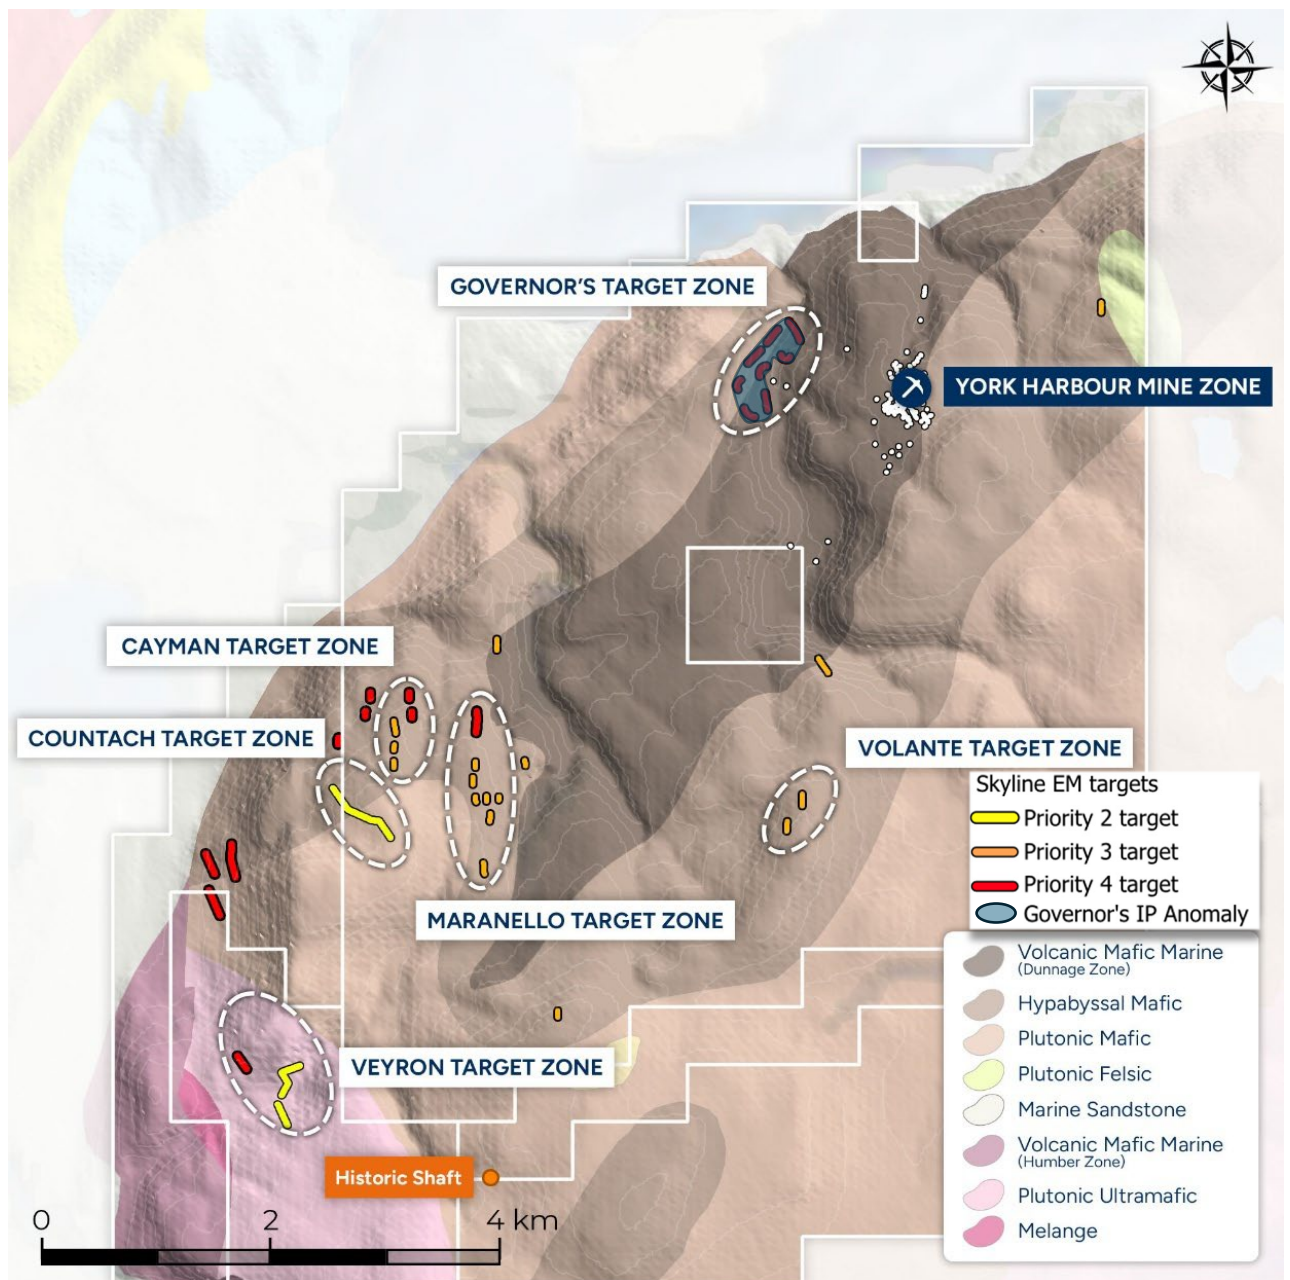 GOVERNOR'S TARGET ZONE
YORK HARBOUR MINE ZONE
CAYMAN TARGET ZONE
COUNTACH TARGET ZONE
VOLANTE TARGET ZONE
Skyline EM targets
Priority 2 target
Priority 3 target
Priority 4 target
Governor's IP Anomaly
MARANELLO TARGET ZONE
Volcanic Mafic Marine
(Dunnage Zone)
Hypabyssal Mafic
Plutonic Mafic
Plutonic Felsic
Marine Sandstone
Volcanic Mafic Marine
(Humber Zone)
Plutonic Ultramafic
Melange
VEYRON TARGET ZONE
Historic Shaft
0 2 4 km